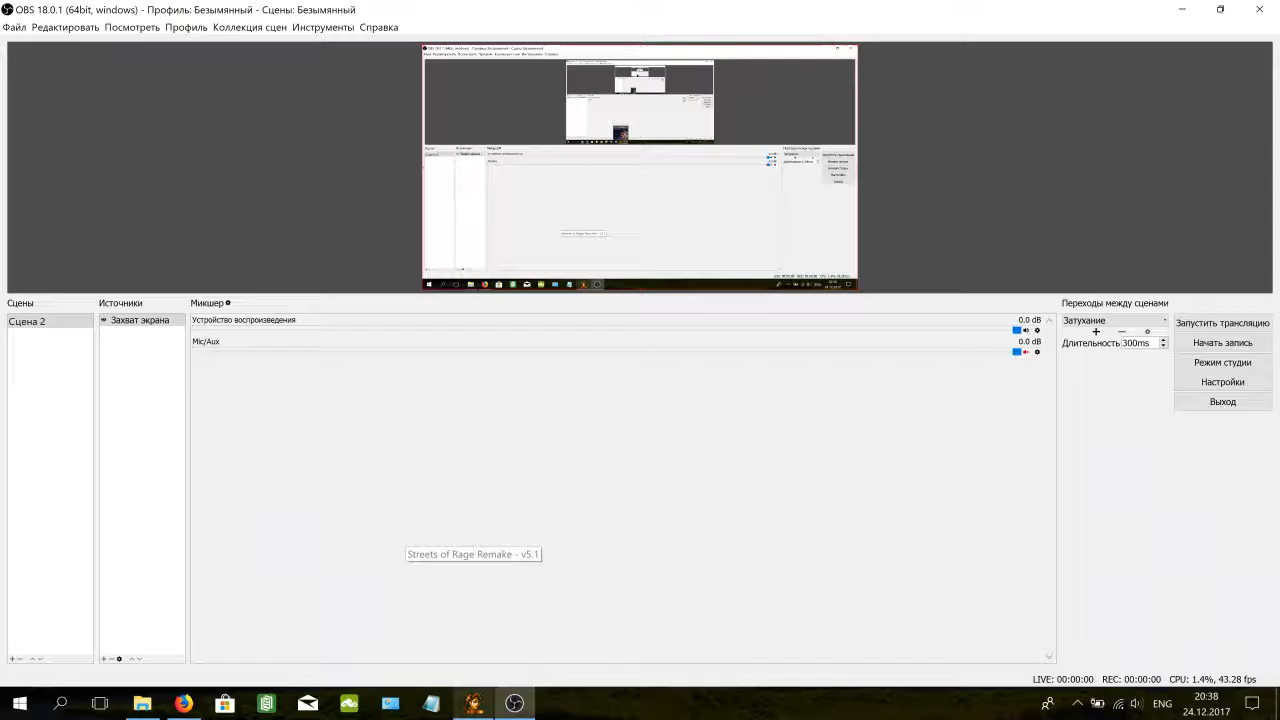 OBS 18.0.1 (64bit, windows) - Профиль: Безымянный - Сцены: Безымянный
Файл Редактировать Посмотреть Профиль Коллекция сцен Инструменты Справка
Сцены
Сцена 2
Источники
Захват экрана
Микшер
Устройство воспроизведения 0.0 dB
Mic/Aux 0.0 dB
Переходы между сценами
Затухание
Длительность 300ms
Запустить трансляцию
Начать запись
Режим студии
Настройки
Выход
Streets of Rage Remake - v5.1
LIVE: 00:00:00 REC: 00:00:00 CPU: 1.4%, 43.28 fps
ENG
20:38
24.12.2017